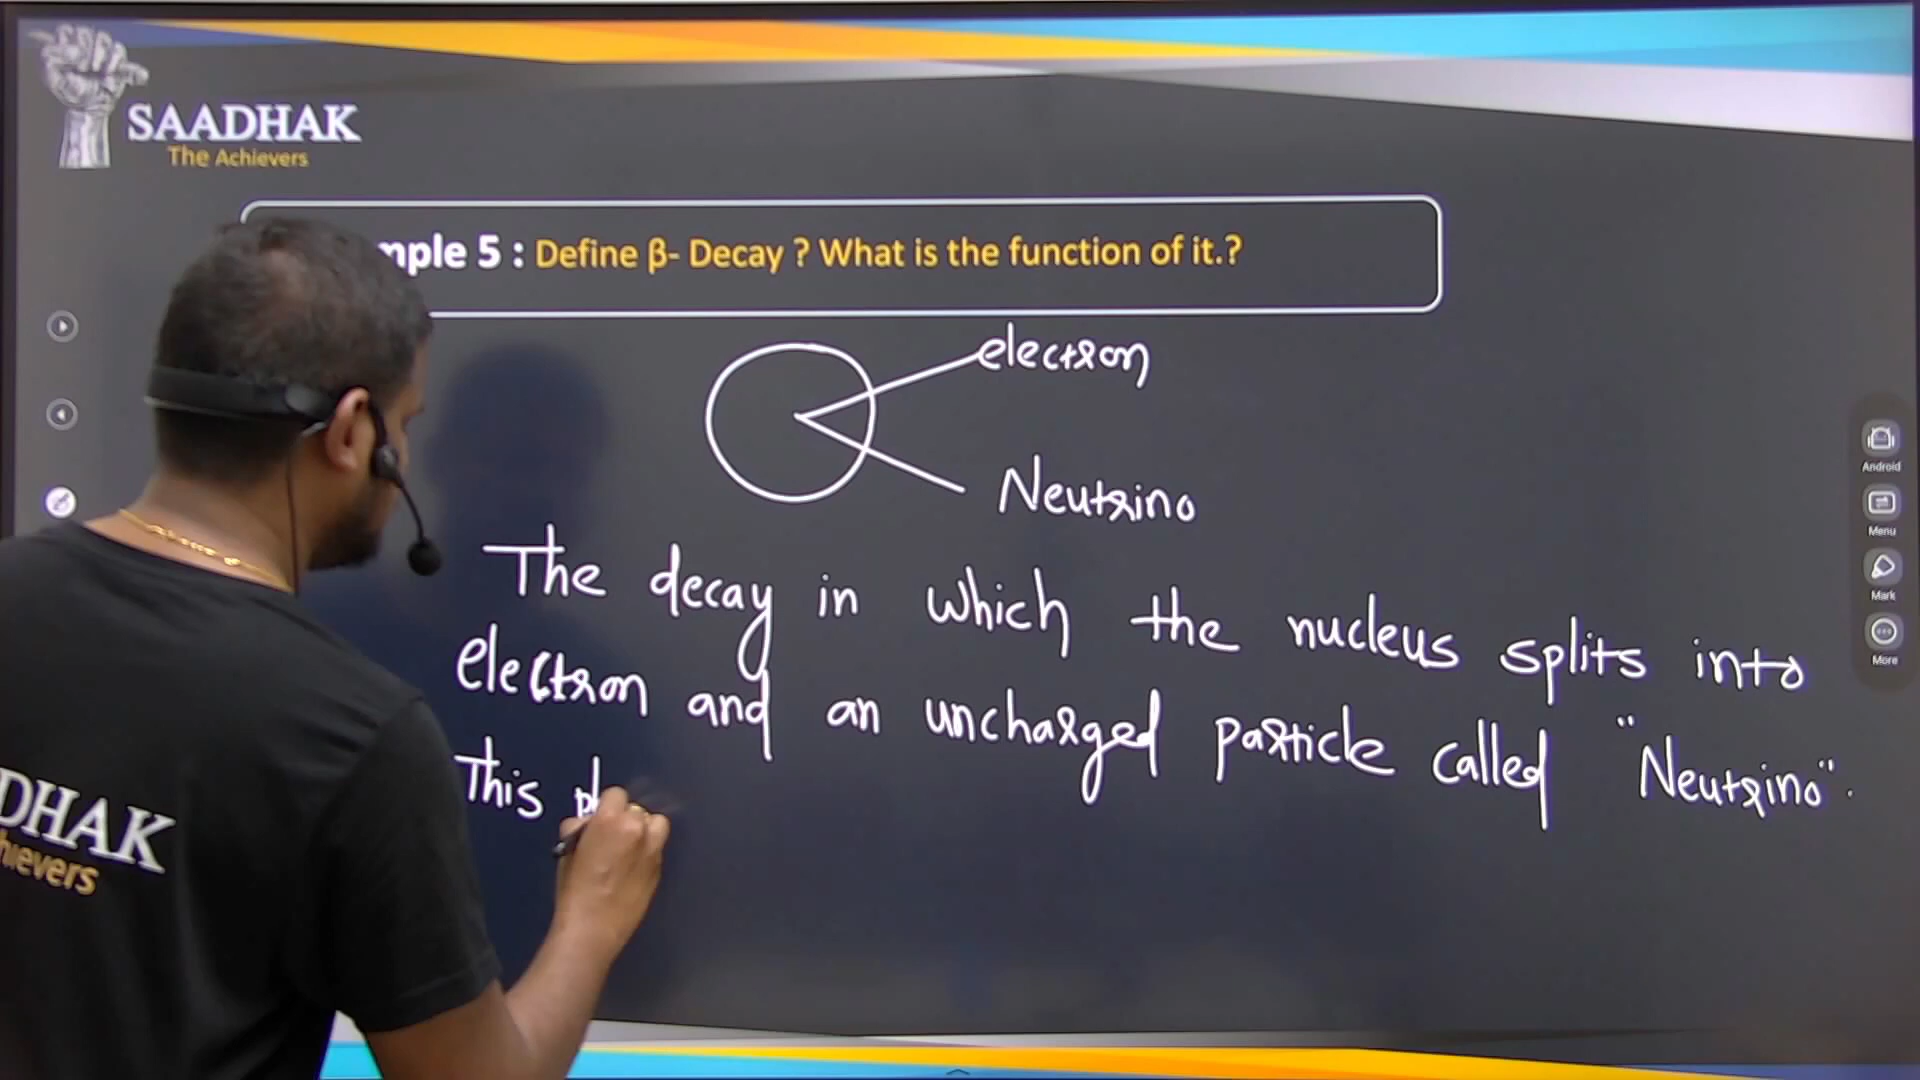 SAADHAK
The Achievers
mple 5 : Define β- Decay ? What is the function of it.?
electron
Neutrino
The decay in which the nucleus splits into
electron and an uncharged particle called "Neutrino".
This
Android
Menu
Mark
More
DHAK
hievers